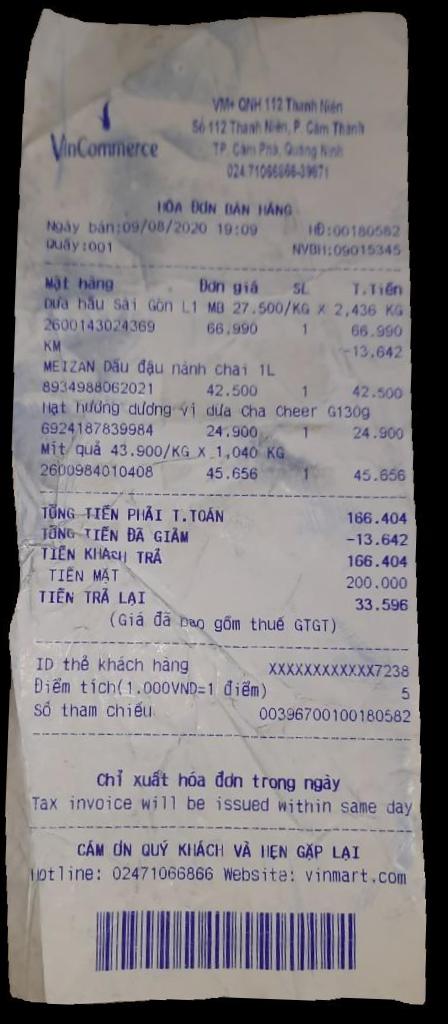 VinCommerce
VM+ QNH 112 Thanh Niên
Số 112 Thanh Niên, P. Cẩm Thành
TP. Cẩm Phả, Quảng Ninh
024.71066866-39671
HÓA ĐƠN BÁN HÀNG
Ngày bán:09/08/2020 19:09 HĐ:00180582
Quầy:001 NVBH:09015345
Mặt hàng Đơn giá SL T.Tiền
Dưa hấu Sài Gòn L1 MB 27.500/KG X 2,436 KG
2600143024369 66.990 1 66.990
KM -13.642
MEIZAN Dầu đậu nành chai 1L
8934988062021 42.500 1 42.500
Hạt hướng dương vị dừa Cha Cheer G130g
6924187839984 24.900 1 24.900
Mít quả 43.900/KG X 1,040 KG
2600984010408 45.656 1 45.656
TỔNG TIỀN PHẢI T.TOÁN 166.404
TỔNG TIỀN ĐÃ GIẢM -13.642
TIỀN KHÁCH TRẢ 166.404
TIỀN MẶT 200.000
TIỀN TRẢ LẠI 33.596
(Giá đã bao gồm thuế GTGT)
ID thẻ khách hàng XXXXXXXXXXXX7238
Điểm tích(1.000VND=1 điểm) 5
Số tham chiếu 00396700100180582
Chỉ xuất hóa đơn trong ngày
Tax invoice will be issued within same day
CẢM ƠN QUÝ KHÁCH VÀ HẸN GẶP LẠI
Hotline: 02471066866 Website: vinmart.com